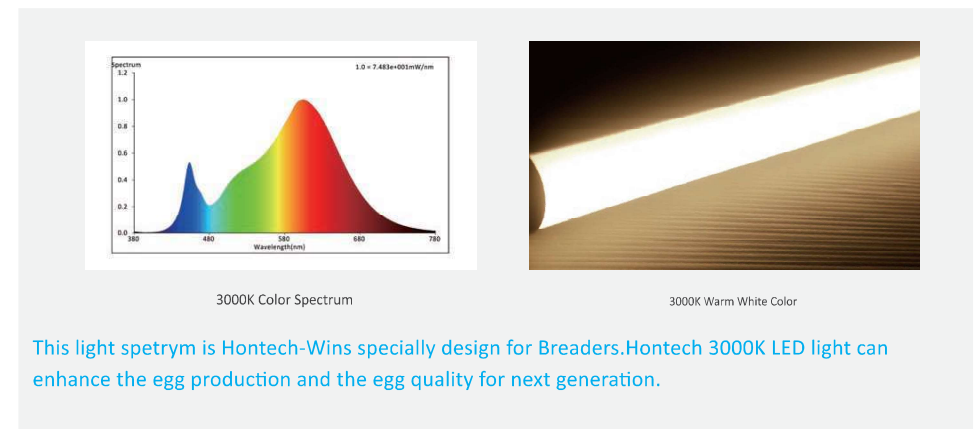 Spectrum
1.0 = 7.483e+001mW/nm
1.2
1.0
0.8
0.6
0.4
0.2
0.0
380 480 580 680 780
Wavelength(nm)
3000K Color Spectrum
3000K Warm White Color
This light spetrym is Hontech-Wins specially design for Breaders.Hontech 3000K LED light can
enhance the egg production and the egg quality for next generation.